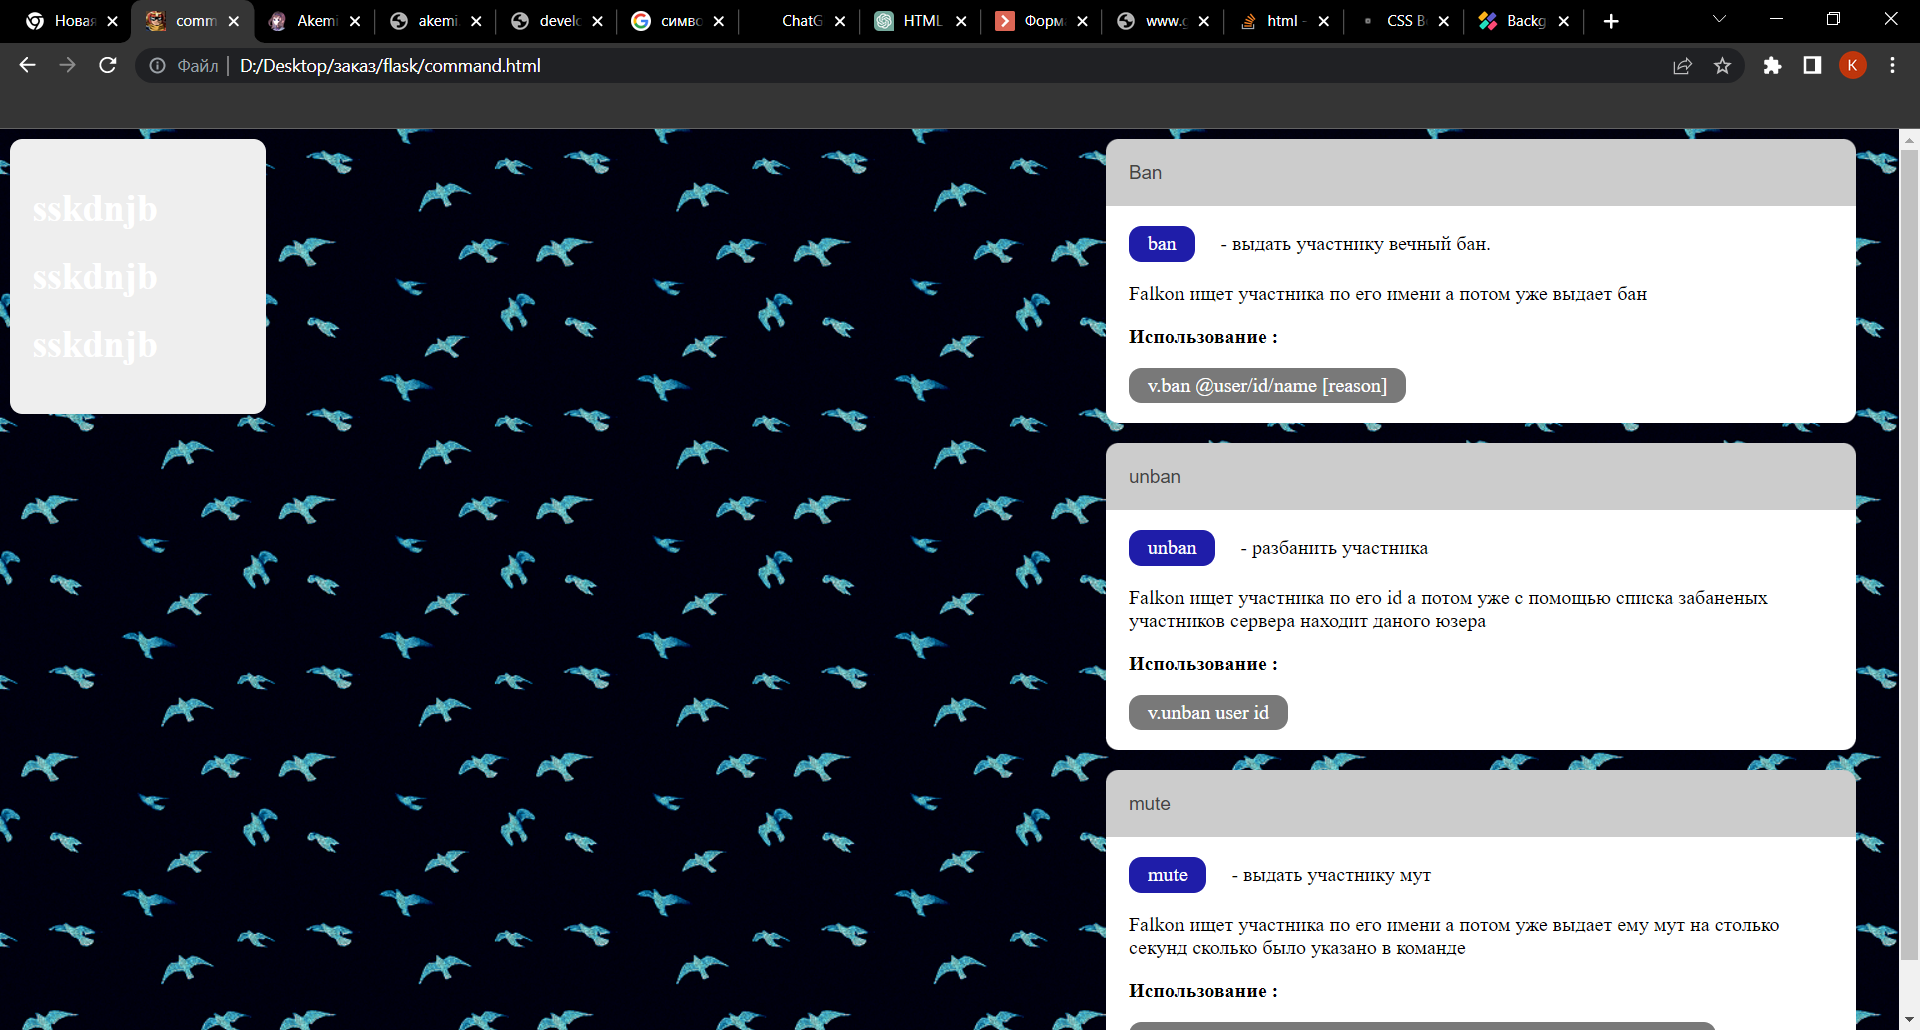 Новая
comm
Akemi
akemi
develo
симво
ChatG
HTML
Форм
www.g
html -
CSS B
Backg
Файл
D:/Desktop/заказ/flask/command.html
K
sskdnjb
sskdnjb
sskdnjb
Ban
ban - выдать участнику вечный бан.
Falkon ищет участника по его имени а потом уже выдает бан
Использование :
v.ban @user/id/name [reason]
unban
unban - разбанить участника
Falkon ищет участника по его id а потом уже с помощью списка забаненых
участников сервера находит даного юзера
Использование :
v.unban user id
mute
mute - выдать участнику мут
Falkon ищет участника по его имени а потом уже выдает ему мут на столько
секунд сколько было указано в команде
Использование :